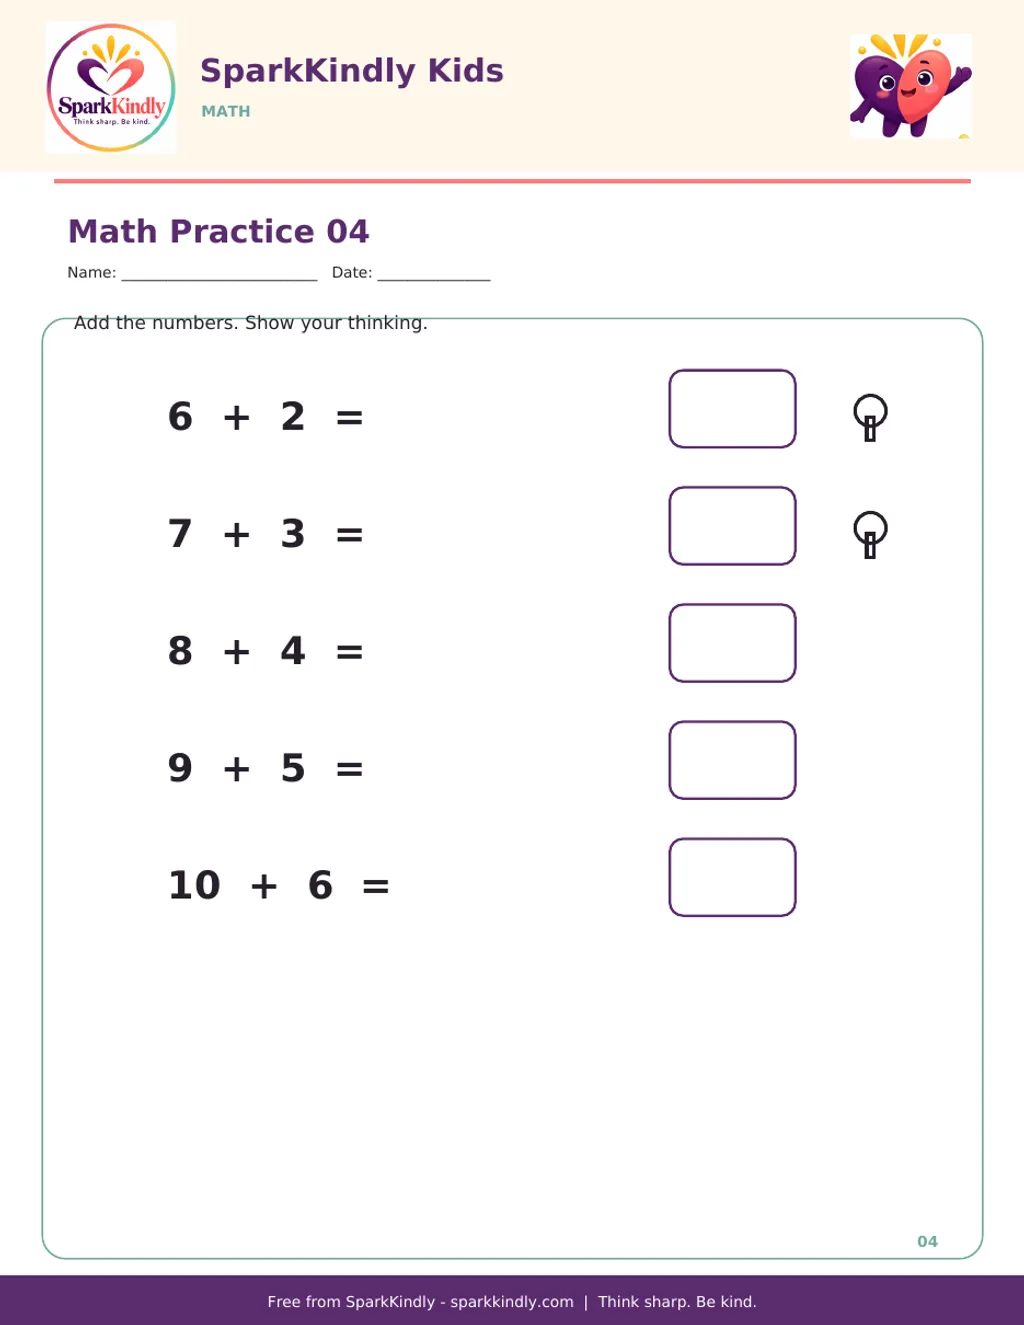 SparkKindly
Think sharp. Be kind.
SparkKindly Kids
MATH
Math Practice 04
Name: __________________________ Date: _______________
Add the numbers. Show your thinking.
6 + 2 =
7 + 3 =
8 + 4 =
9 + 5 =
10 + 6 =
04
Free from SparkKindly - sparkkindly.com | Think sharp. Be kind.